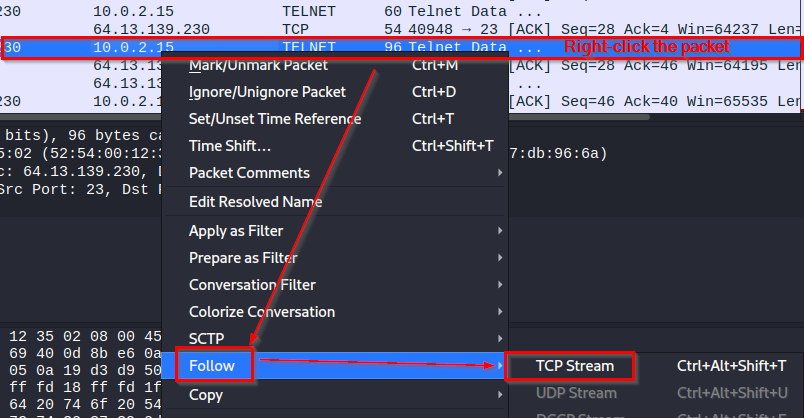 230 10.0.2.15 TELNET 60 Telnet Data ...
10.0.2.15 64.13.139.230 TCP 54 40948 → 23 [ACK] Seq=28 Ack=4 Win=64237 Len=
230 10.0.2.15 TELNET 96 Telnet Data ... Right-click the packet
64.13.13 [ACK] Seq=28 Ack=46 Win=64195 Len=
64.13.13 ...
230 10.0.2.15 [ACK] Seq=46 Ack=40 Win=65535 Len
Mark/Unmark Packet Ctrl+M
Ignore/Unignore Packet Ctrl+D
Set/Unset Time Reference Ctrl+T
Time Shift... Ctrl+Shift+T
Packet Comments
Edit Resolved Name
Apply as Filter
Prepare as Filter
Conversation Filter
Colorize Conversation
SCTP
Follow
Copy
TCP Stream Ctrl+Alt+Shift+T
UDP Stream Ctrl+Alt+Shift+U
bits), 96 bytes ca
5:02 (52:54:00:12:3 7:db:96:6a)
c: 64.13.139.230, D
Src Port: 23, Dst P
12 35 02 08 00 45
69 40 0d 8b e6 0a
05 0a 19 d3 d9 50
ff fd 18 ff fd 1f
64 20 74 6f 20 54